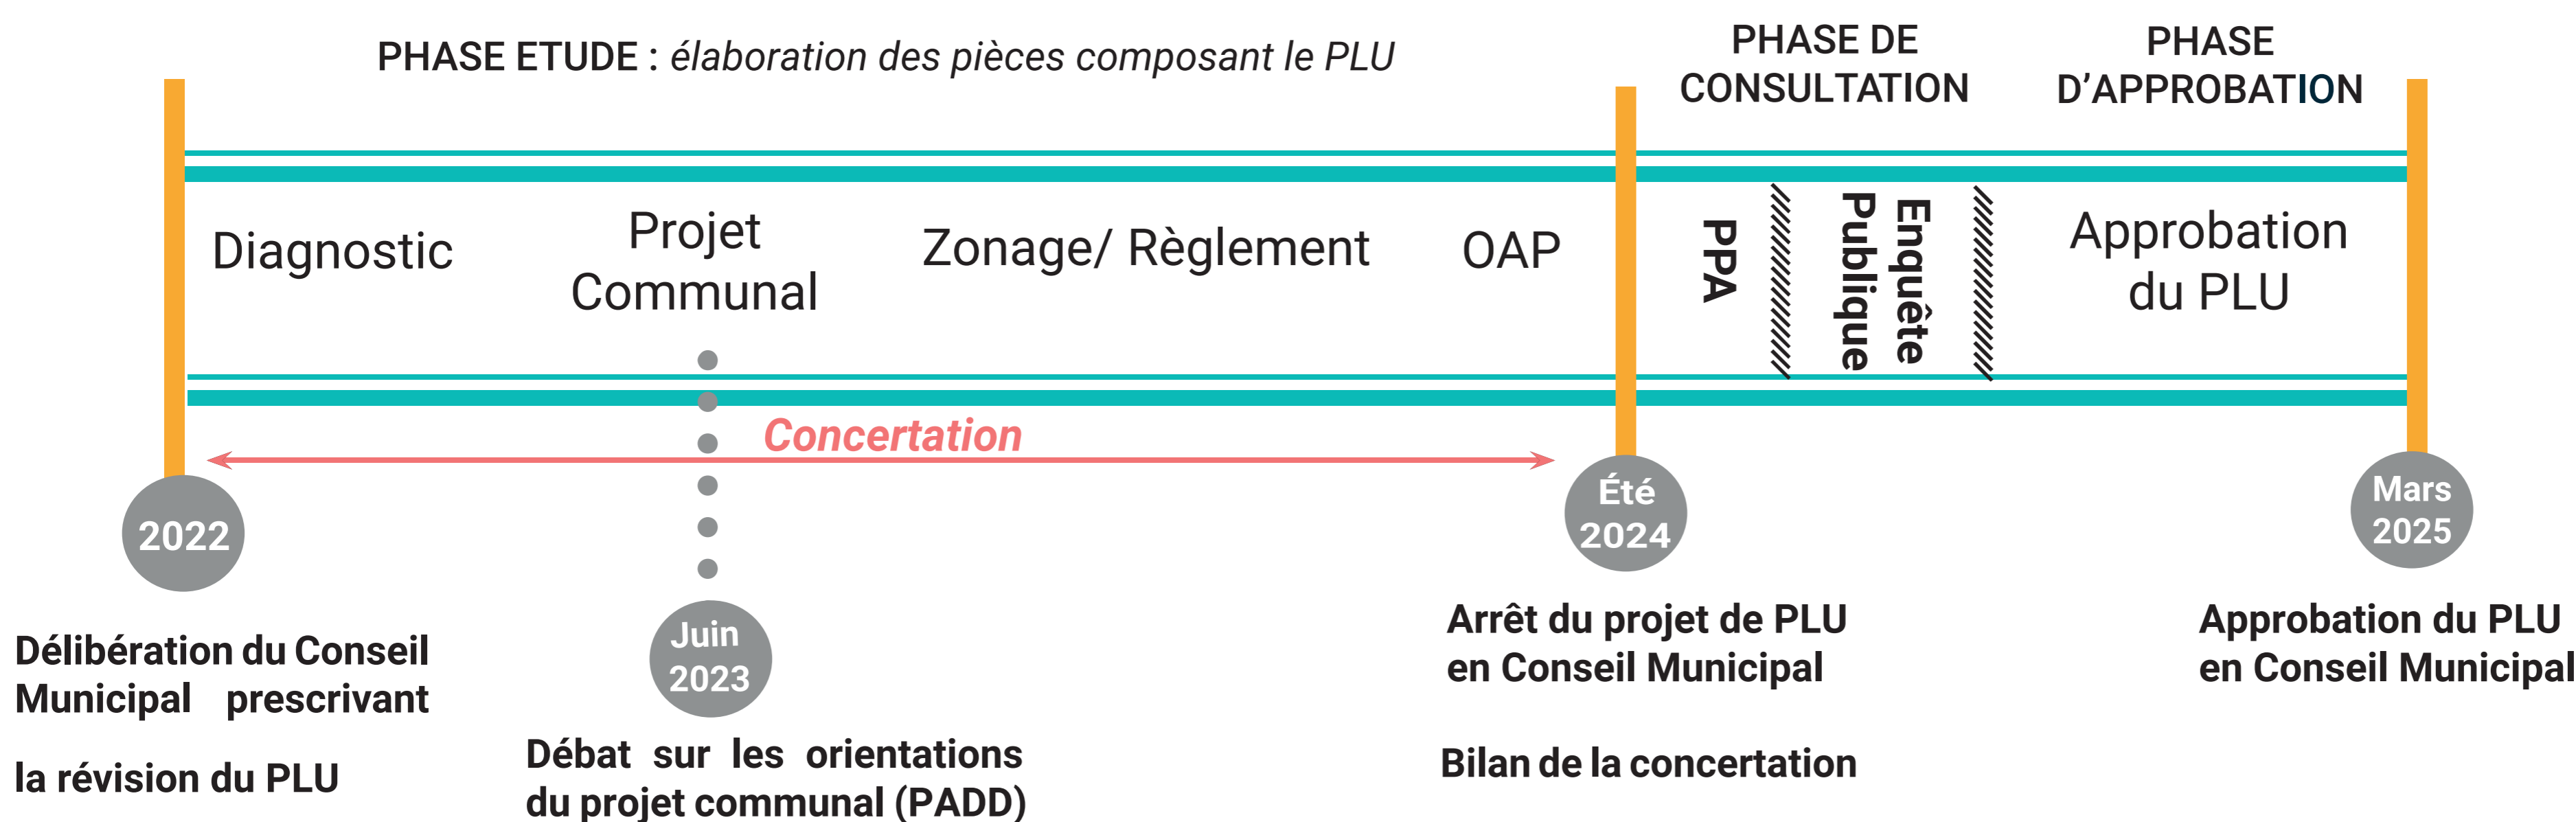 PHASE ETUDE : élaboration des pièces composant le PLU
PHASE DE
CONSULTATION
PHASE
D’APPROBATION
Diagnostic
Projet
Communal
Zonage/ Règlement
OAP
PPA
Enquête
Publique
Approbation
du PLU
Concertation
2022
Délibération du Conseil
Municipal prescrivant
la révision du PLU
Juin
2023
Débat sur les orientations
du projet communal (PADD)
Été
2024
Arrêt du projet de PLU
en Conseil Municipal
Bilan de la concertation
Mars
2025
Approbation du PLU
en Conseil Municipal